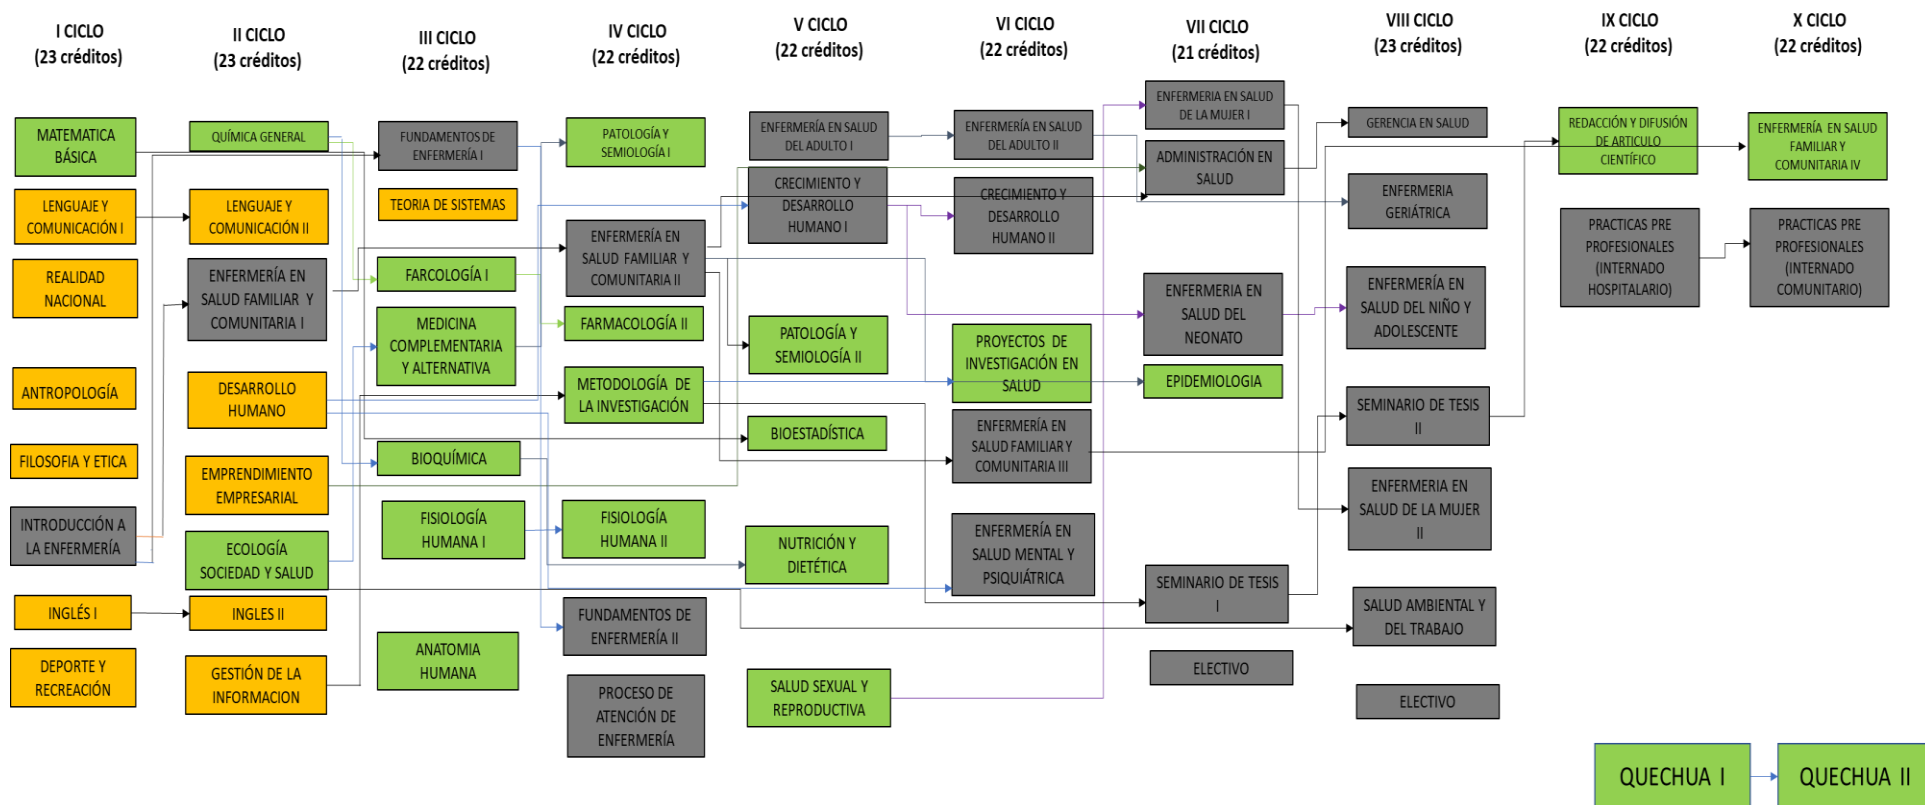 I CICLO
(23 créditos)
MATEMATICA
BÁSICA
LENGUAJE Y
COMUNICACIÓN I
REALIDAD
NACIONAL
ANTROPOLOGÍA
FILOSOFIA Y ETICA
INTRODUCCIÓN A
LA ENFERMERÍA
INGLÉS I
DEPORTE Y
RECREACIÓN
II CICLO
(23 créditos)
QUÍMICA GENERAL
LENGUAJE Y
COMUNICACIÓN II
ENFERMERÍA EN
SALUD FAMILIAR Y
COMUNITARIA I
DESARROLLO
HUMANO
EMPRENDIMIENTO
EMPRESARIAL
ECOLOGÍA
SOCIEDAD Y SALUD
INGLES II
GESTIÓN DE LA
INFORMACION
III CICLO
(22 créditos)
FUNDAMENTOS DE
ENFERMERÍA I
TEORIA DE SISTEMAS
FARCOLOGÍA I
MEDICINA
COMPLEMENTARIA
Y ALTERNATIVA
BIOQUÍMICA
FISIOLOGÍA
HUMANA I
ANATOMIA
HUMANA
IV CICLO
(22 créditos)
PATOLOGÍA Y
SEMIOLOGÍA I
ENFERMERÍA EN
SALUD FAMILIAR Y
COMUNITARIA II
FARMACOLOGÍA II
METODOLOGÍA DE
LA INVESTIGACIÓN
FISIOLOGÍA
HUMANA II
FUNDAMENTOS DE
ENFERMERÍA II
PROCESO DE
ATENCIÓN DE
ENFERMERÍA
V CICLO
(22 créditos)
ENFERMERÍA EN SALUD
DEL ADULTO I
CRECIMIENTO Y
DESARROLLO
HUMANO I
PATOLOGÍA Y
SEMIOLOGÍA II
BIOESTADÍSTICA
NUTRICIÓN Y
DIETÉTICA
SALUD SEXUAL Y
REPRODUCTIVA
VI CICLO
(22 créditos)
ENFERMERÍA EN SALUD
DEL ADULTO II
CRECIMIENTO Y
DESARROLLO
HUMANO II
PROYECTOS DE
INVESTIGACIÓN EN
SALUD
ENFERMERÍA EN
SALUD FAMILIAR Y
COMUNITARIA III
ENFERMERÍA EN
SALUD MENTAL Y
PSIQUIÁTRICA
VII CICLO
(21 créditos)
ENFERMERIA EN SALUD
DE LA MUJER I
ADMINISTRACIÓN EN
SALUD
ENFERMERIA EN
SALUD DEL
NEONATO
EPIDEMIOLOGIA
SEMINARIO DE TESIS
I
ELECTIVO
VIII CICLO
(23 créditos)
GERENCIA EN SALUD
ENFERMERIA
GERIÁTRICA
ENFERMERÍA EN
SALUD DEL NIÑO Y
ADOLESCENTE
SEMINARIO DE TESIS
II
ENFERMERIA EN
SALUD DE LA MUJER
II
SALUD AMBIENTAL Y
DEL TRABAJO
ELECTIVO
IX CICLO
(22 créditos)
REDACCIÓN Y DIFUSIÓN
DE ARTICULO
CIENTÍFICO
PRACTICAS PRE
PROFESIONALES
(INTERNADO
HOSPITALARIO)
X CICLO
(22 créditos)
ENFERMERÍA EN SALUD
FAMILIAR Y
COMUNITARIA IV
PRACTICAS PRE
PROFESIONALES
(INTERNADO
COMUNITARIO)
QUECHUA I
QUECHUA II